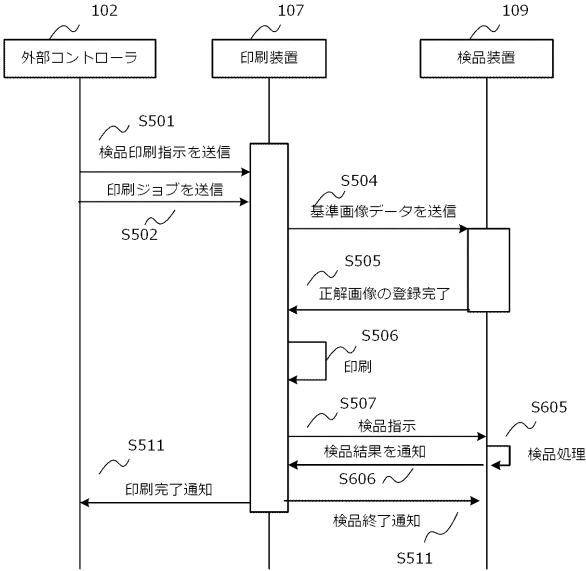 102
107
109
外部コントローラ
印刷装置
検品装置
S501
検品印刷指示を送信
印刷ジョブを送信
S502
S504
基準画像データを送信
S505
正解画像の登録完了
S506
印刷
S507
検品指示
S605
検品処理
検品結果を通知
S606
S511
印刷完了通知
検品終了通知
S511